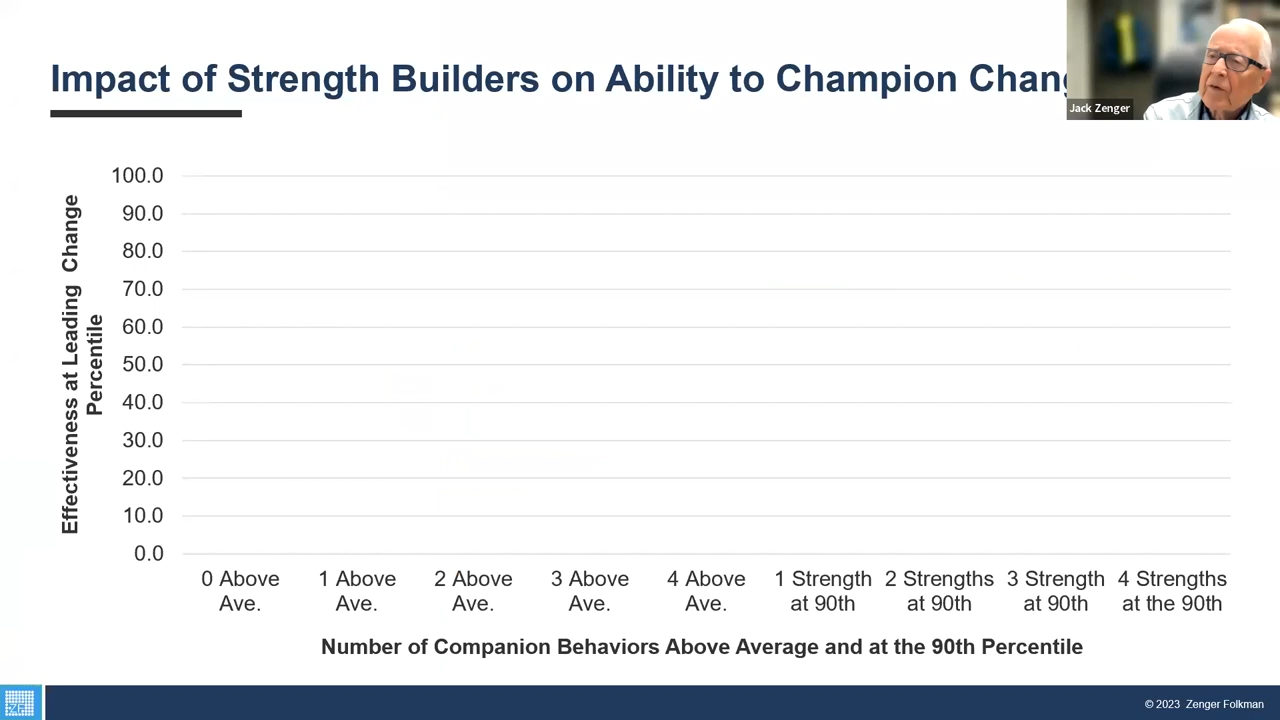 Impact of Strength Builders on Ability to Champion Chang
Jack Zenger
Effectiveness at Leading Change
Percentile
100.0
90.0
80.0
70.0
60.0
50.0
40.0
30.0
20.0
10.0
0.0
0 Above
Ave.
1 Above
Ave.
2 Above
Ave.
3 Above
Ave.
4 Above
Ave.
1 Strength
at 90th
2 Strengths
at 90th
3 Strength
at 90th
4 Strengths
at the 90th
Number of Companion Behaviors Above Average and at the 90th Percentile
ZF
© 2023 Zenger Folkman